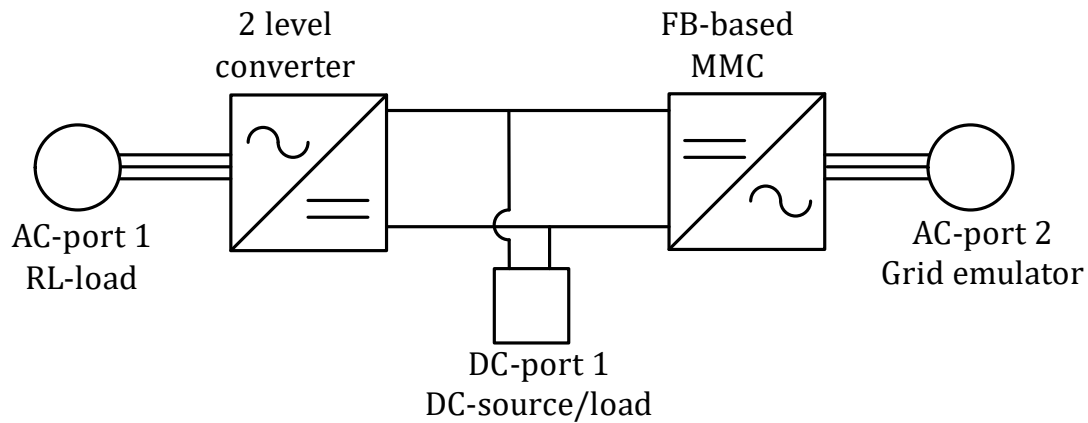 2 level
converter
FB-based
MMC
AC-port 1
RL-load
AC-port 2
Grid emulator
DC-port 1
DC-source/load